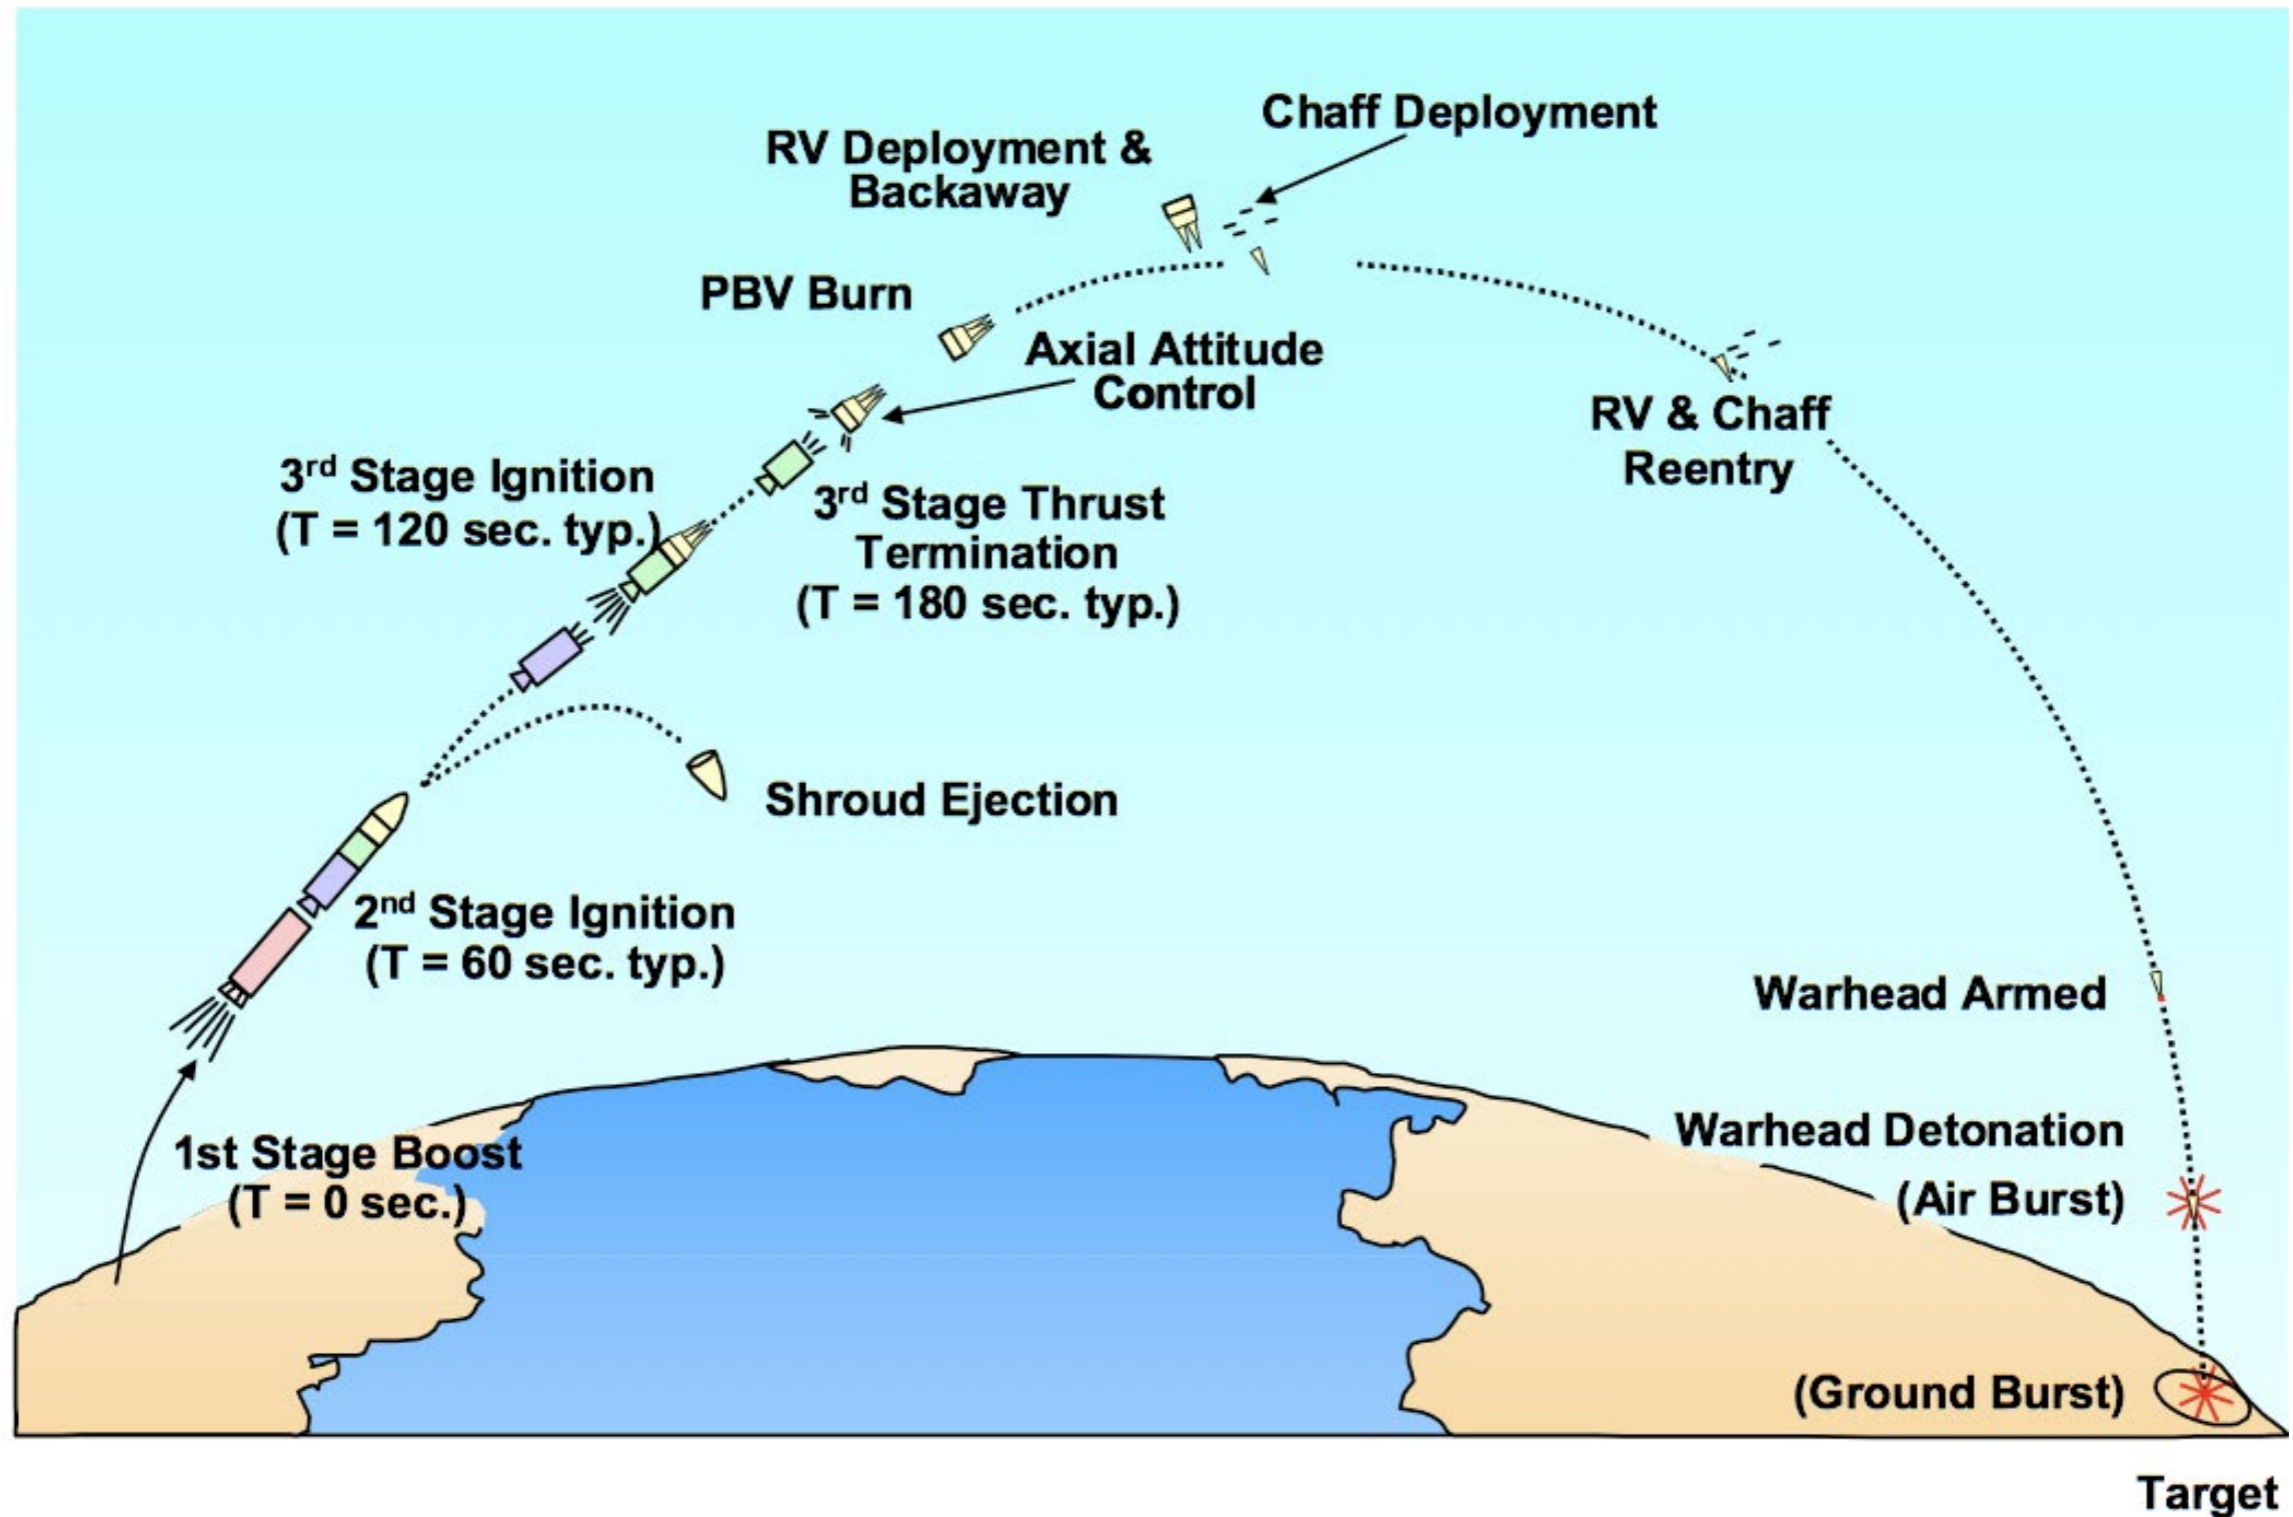 Chaff Deployment
RV Deployment &
Backaway
PBV Burn
Axial Attitude
Control
RV & Chaff
Reentry
3rd Stage Ignition
(T = 120 sec. typ.)
3rd Stage Thrust
Termination
(T = 180 sec. typ.)
Shroud Ejection
2nd Stage Ignition
(T = 60 sec. typ.)
Warhead Armed
1st Stage Boost
(T = 0 sec.)
Warhead Detonation
(Air Burst)
(Ground Burst)
Target